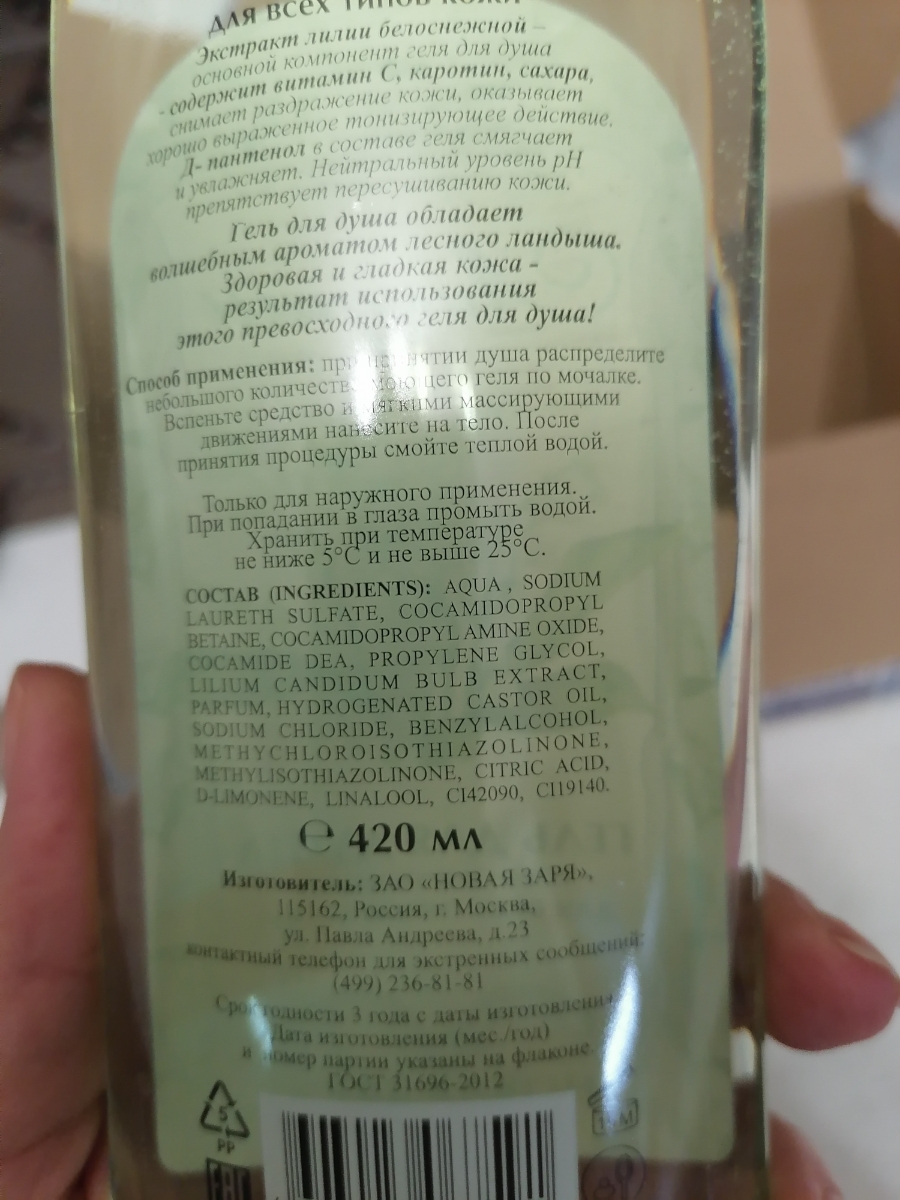 для всех типов кожи
Экстракт лилии белоснежной –
основной компонент геля для душа
- содержит витамин С, каротин, сахара,
снимает раздражение кожи, оказывает
хорошо выраженное тонизирующее действие.
Д- пантенол в составе геля смягчает
и увлажняет. Нейтральный уровень pH
препятствует пересушиванию кожи.
Гель для душа обладает
волшебным ароматом лесного ландыша.
Здоровая и гладкая кожа -
результат использования
этого превосходного геля для душа!
Способ применения: при принятии душа распределите
небольшого количества моющего геля по мочалке.
Вспеньте средство и мягкими массирующими
движениями нанесите на тело. После
принятия процедуры смойте теплой водой.
Только для наружного применения.
При попадании в глаза промыть водой.
Хранить при температуре
не ниже 5°C и не выше 25°C.
СОСТАВ (INGREDIENTS): AQUA , SODIUM
LAURETH SULFATE, COCAMIDOPROPYL
BETAINE, COCAMIDOPROPYL AMINE OXIDE,
COCAMIDE DEA, PROPYLENE GLYCOL,
LILIUM CANDIDUM BULB EXTRACT,
PARFUM, HYDROGENATED CASTOR OIL,
SODIUM CHLORIDE, BENZYLALCOHOL,
METHYCHLOROISOTHIAZOLINONE,
METHYLISOTHIAZOLINONE, CITRIC ACID,
D-LIMONENE, LINALOOL, CI42090, CI19140.
℮ 420 мл
Изготовитель: ЗАО «НОВАЯ ЗАРЯ»,
115162, Россия, г. Москва,
ул. Павла Андреева, д.23
контактный телефон для экстренных сообщений:
(499) 236-81-81
Срок годности 3 года с даты изготовления
Дата изготовления (мес./год)
и номер партии указаны на флаконе.
ГОСТ 31696-2012
5
PP
EAC